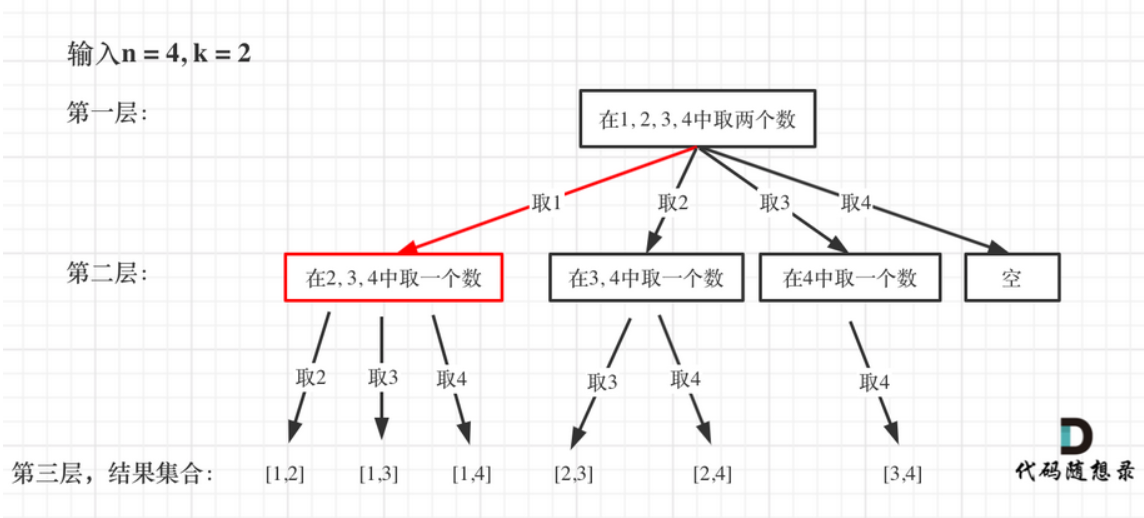 输入n = 4, k = 2
第一层：
在1, 2, 3, 4中取两个数
取1
取2
取3
取4
第二层：
在2, 3, 4中取一个数
在3, 4中取一个数
在4中取一个数
空
取2
取3
取4
取3
取4
取4
第三层，结果集合：
[1,2]
[1,3]
[1,4]
[2,3]
[2,4]
[3,4]
代码随想录